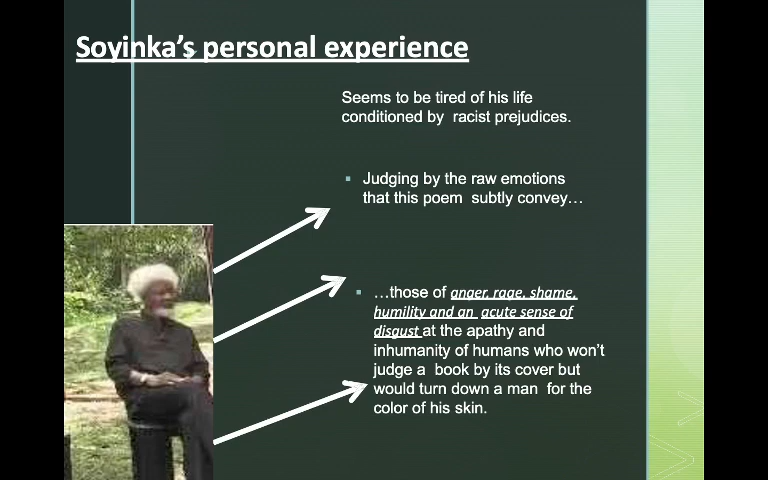 Soyinka's personal experience
Seems to be tired of his life
conditioned by racist prejudices.
Judging by the raw emotions
that this poem subtly convey…
…those of anger, rage, shame,
humility and an acute sense of
disgust at the apathy and
inhumanity of humans who won't
judge a book by its cover but
would turn down a man for the
color of his skin.